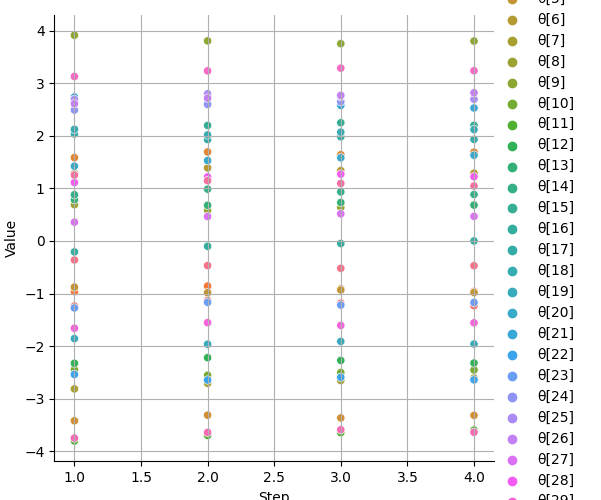 θ[5]
θ[6]
θ[7]
θ[8]
θ[9]
θ[10]
θ[11]
θ[12]
θ[13]
θ[14]
θ[15]
θ[16]
θ[17]
θ[18]
θ[19]
θ[20]
θ[21]
θ[22]
θ[23]
θ[24]
θ[25]
θ[26]
θ[27]
θ[28]
θ[29]
4
3
2
1
0
−1
−2
−3
−4
Value
1.0 1.5 2.0 2.5 3.0 3.5 4.0
Step